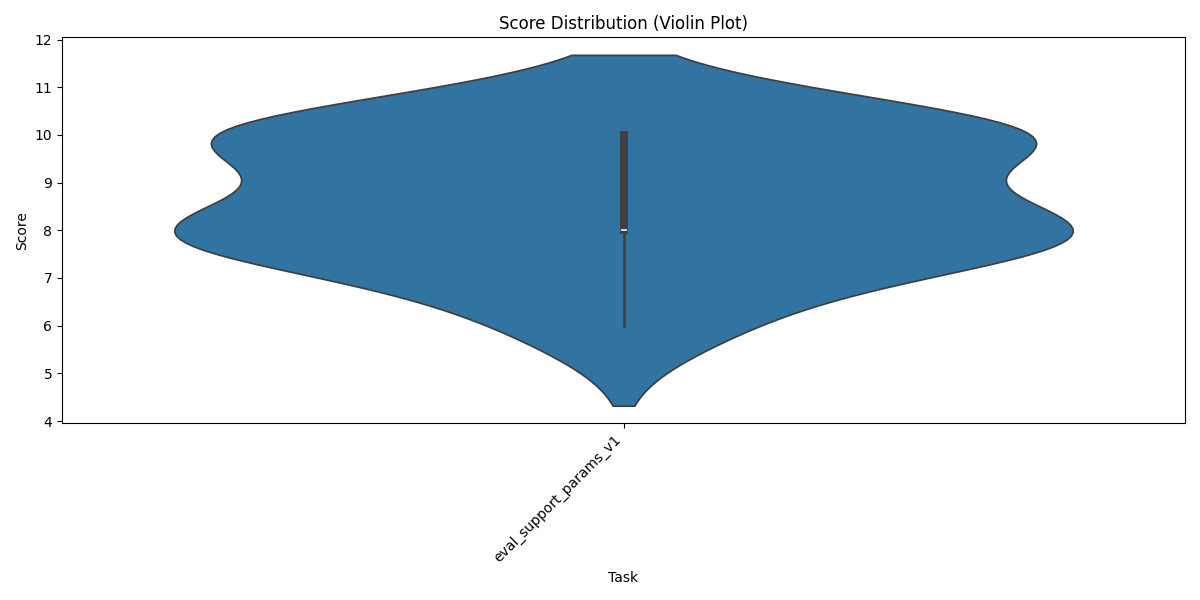 Score Distribution (Violin Plot)
12
11
10
9
8
7
6
5
4
Score
eval_support_params_v1
Task